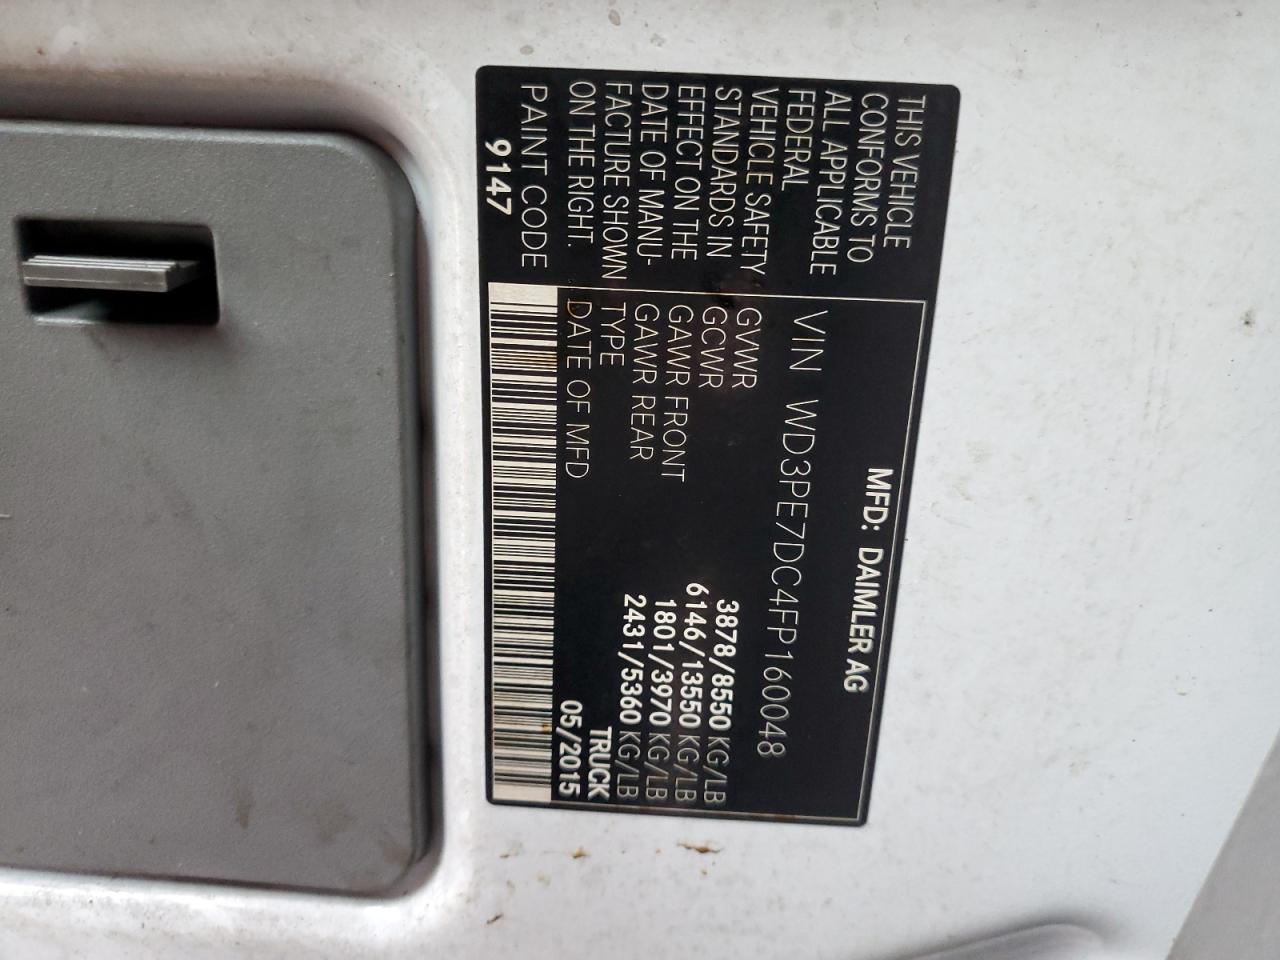 THIS VEHICLE
CONFORMS TO
ALL APPLICABLE
FEDERAL
VEHICLE SAFETY
STANDARDS IN
EFFECT ON THE
DATE OF MANU-
FACTURE SHOWN
ON THE RIGHT.
PAINT CODE
9147
MFD: DAIMLER AG
VIN WD3PE7DC4FP160048
GVWR 3878/8550 KG/LB
GCWR 6146/13550 KG/LB
GAWR FRONT 1801/3970 KG/LB
GAWR REAR 2431/5360 KG/LB
TYPE TRUCK
DATE OF MFD 05/2015